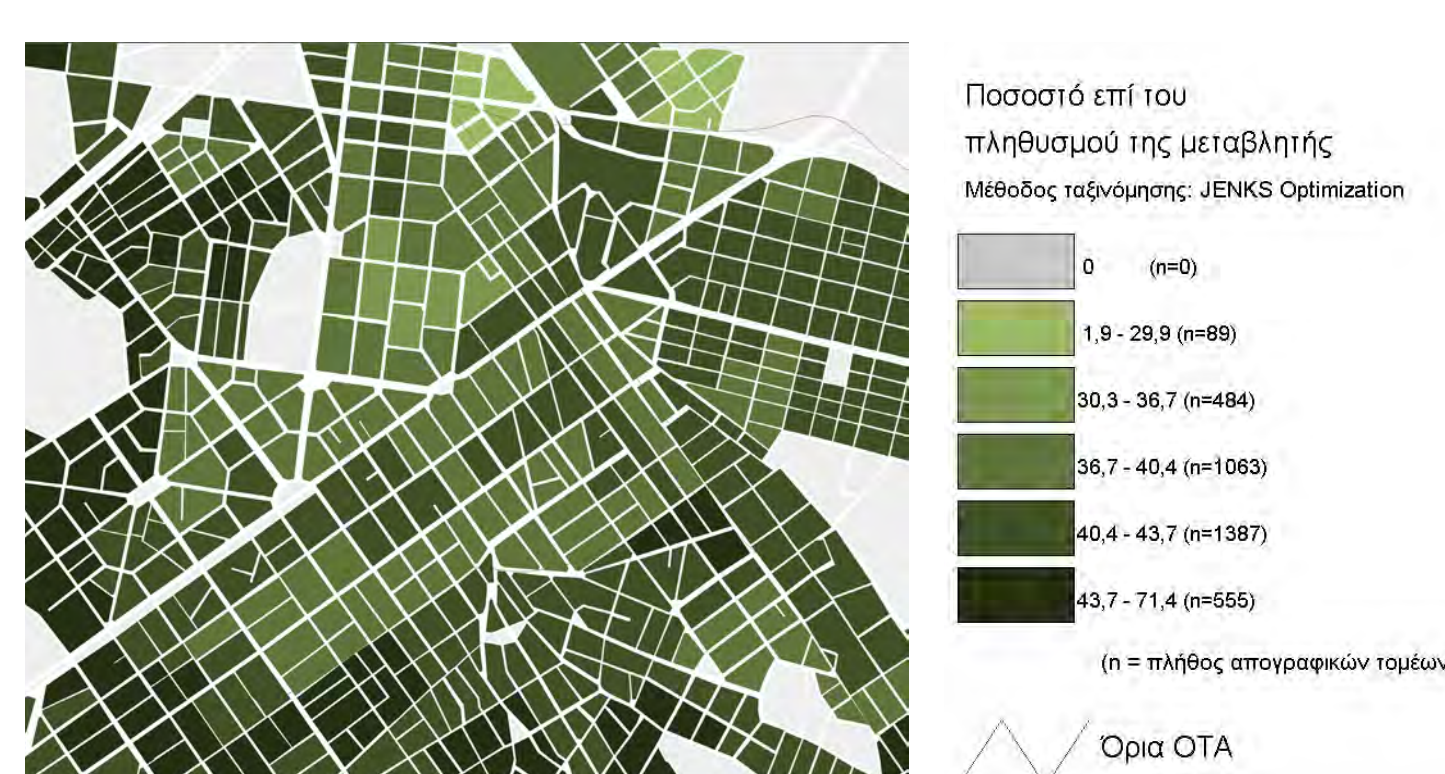 Ποσοστό επί του
πληθυσμού της μεταβλητής
Μέθοδος ταξινόμησης: JENKS Optimization
0 (n=0)
1,9 - 29,9 (n=89)
30,3 - 36,7 (n=484)
36,7 - 40,4 (n=1063)
40,4 - 43,7 (n=1387)
43,7 - 71,4 (n=555)
(n = πλήθος απογραφικών τομέων
Όρια ΟΤΑ